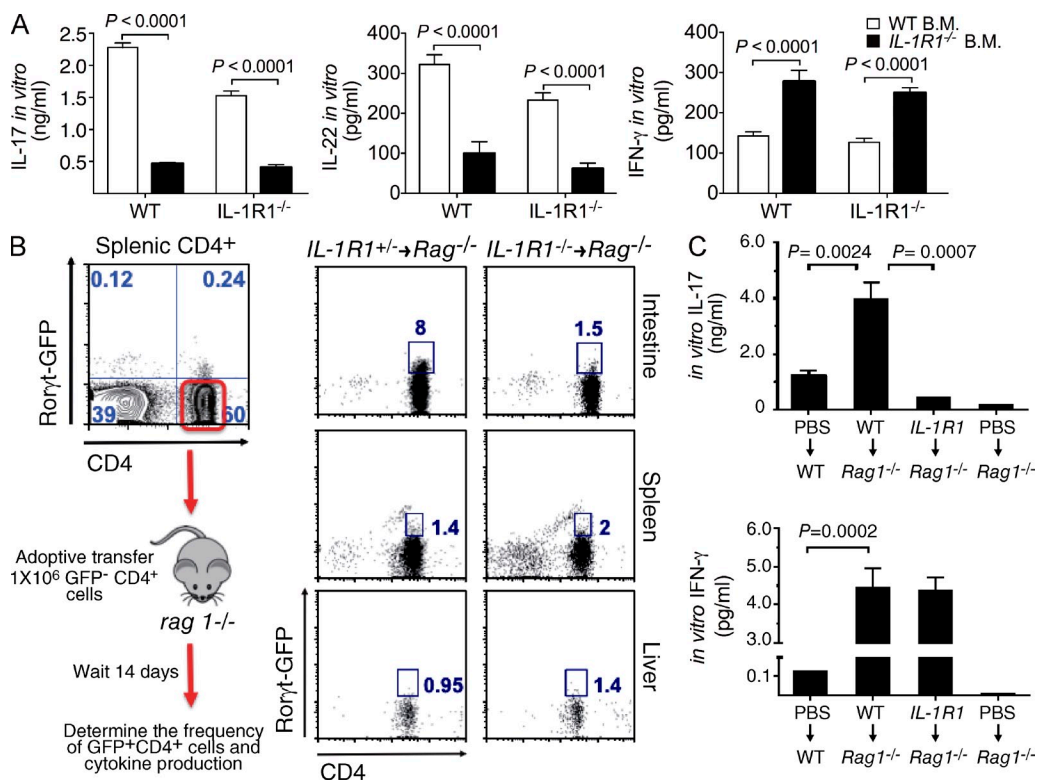 A
WT B.M.
IL-1R1-/- B.M.
P < 0.0001
P < 0.0001
IL-17 in vitro
(ng/ml)
2.5
2.0
1.5
1.0
0.5
WT
IL-1R1-/-
P < 0.0001
P < 0.0001
IL-22 in vitro
(pg/ml)
400
300
200
100
0
WT
IL-1R1-/-
P < 0.0001
P < 0.0001
IFN-γ in vitro
(pg/ml)
400
300
200
100
0
WT
IL-1R1-/-
B
Splenic CD4+
0.12
0.24
39
60
Rorγt-GFP
CD4
Adoptive transfer
1X10⁶ GFP⁻ CD4⁺
cells
rag 1-/-
Wait 14 days
Determine the frequency
of GFP⁺CD4⁺ cells and
cytokine production
IL-1R1+/-→Rag-/-
IL-1R1-/-→Rag-/-
8
1.5
Intestine
1.4
2
Spleen
0.95
1.4
Liver
Rorγt-GFP
CD4
C
P= 0.0024
P= 0.0007
in vitro IL-17
(ng/ml)
6.0
4.0
2.0
0
PBS
WT
IL-1R1
PBS
WT
Rag1-/-
Rag1-/-
Rag1-/-
P=0.0002
in vitro IFN-γ
(pg/ml)
6.0
5.0
4.0
3.0
0.1
PBS
WT
IL-1R1
PBS
WT
Rag1-/-
Rag1-/-
Rag1-/-